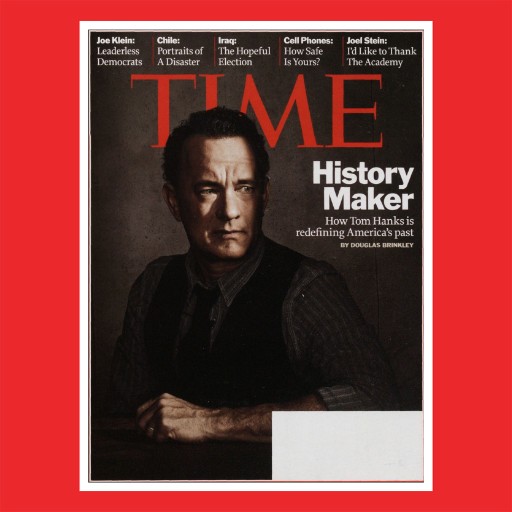 Joe Klein:
Leaderless
Democrats
Chile:
Portraits of
A Disaster
Iraq:
The Hopeful
Election
Cell Phones:
How Safe
Is Yours?
Joel Stein:
I'd Like to Thank
The Academy
TIME
History
Maker
How Tom Hanks is
redefining America's past
BY DOUGLAS BRINKLEY